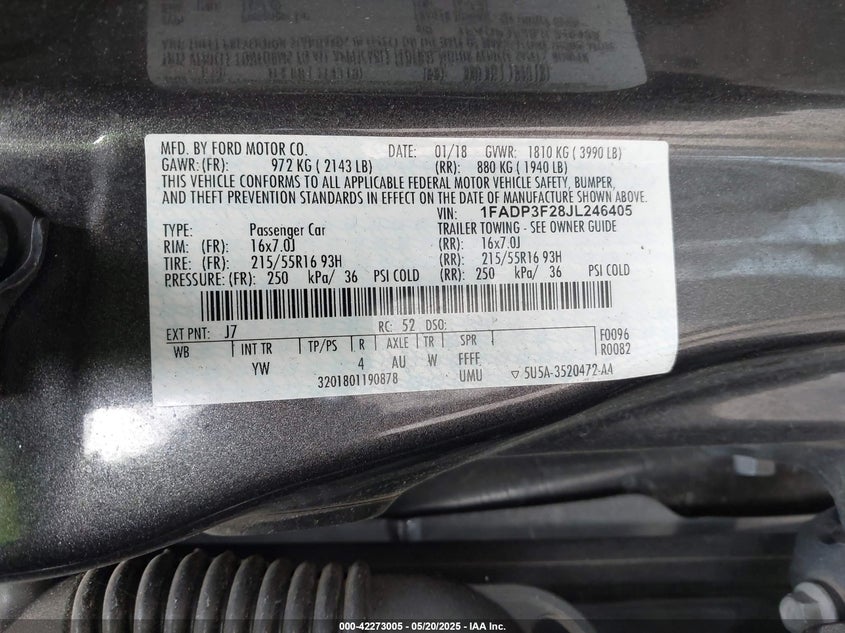 MFD. BY FORD MOTOR CO. DATE: 01/18 GVWR: 1810 KG ( 3990 LB)
GAWR:(FR): 972 KG ( 2143 LB) (RR): 880 KG ( 1940 LB)
THIS VEHICLE CONFORMS TO ALL APPLICABLE FEDERAL MOTOR VEHICLE SAFETY, BUMPER,
AND THEFT PREVENTION STANDARDS IN EFFECT ON THE DATE OF MANUFACTURE SHOWN ABOVE.
VIN: 1FADP3F28JL246405
TYPE: Passenger Car TRAILER TOWING - SEE OWNER GUIDE
RIM: (FR): 16x7.0J (RR): 16x7.0J
TIRE: (FR): 215/55R16 93H (RR): 215/55R16 93H
PRESSURE: (FR): 250 kPa/ 36 PSI COLD (RR): 250 kPa/ 36 PSI COLD
EXT PNT: J7 RC: 52 DSO: F0096
WB INT TR TP/PS R AXLE TR SPR R0082
YW 4 AU W FFFF
3201801190878 UMU ▽ 5U5A-3520472-AA
000-42273005 — 05/20/2025 — IAA Inc.